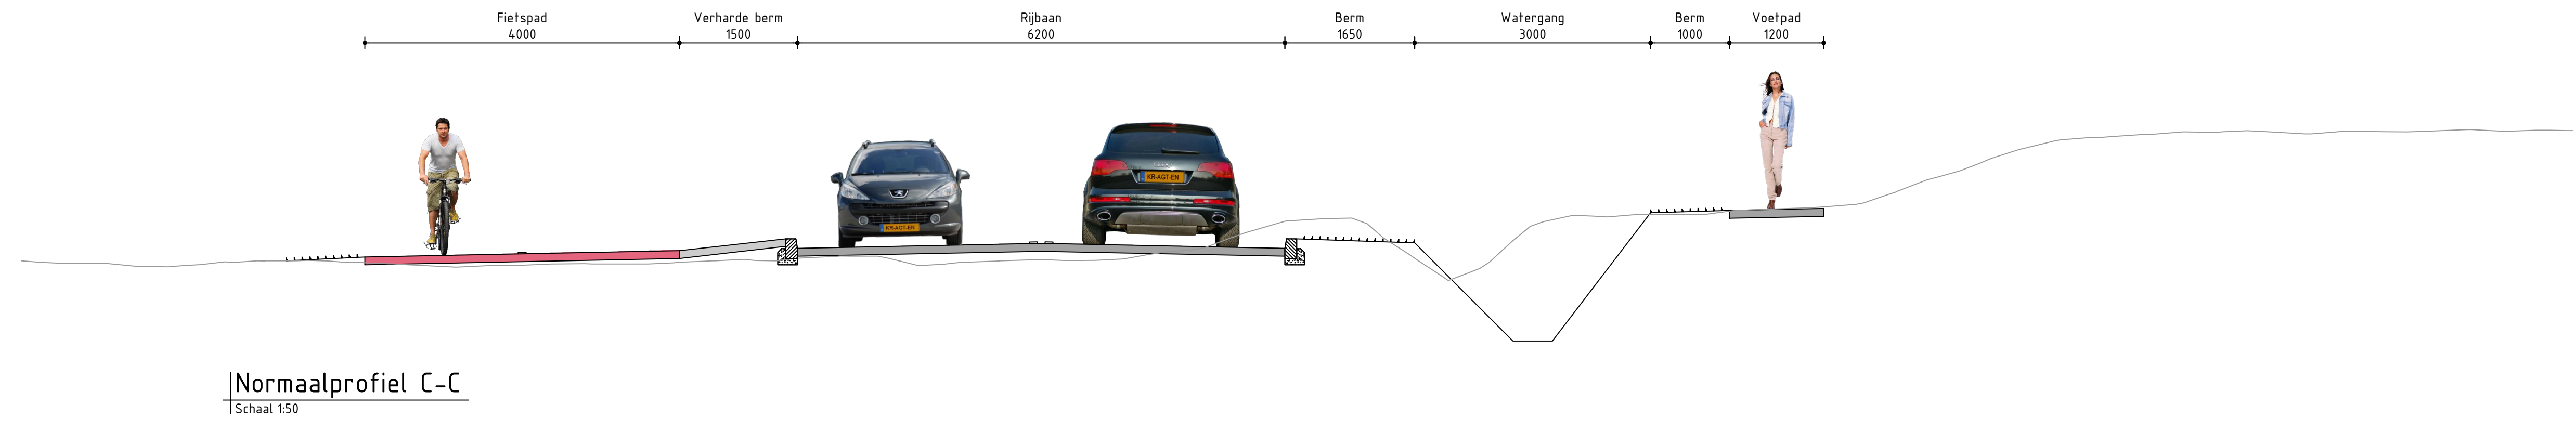 Fietspad Verharde berm Rijbaan Berm Watergang Berm Voetpad
4000 1500 6200 1650 3000 1000 1200
KR-AGT-EN
KR-AGT-EN
Normaalprofiel C-C
Schaal 1:50